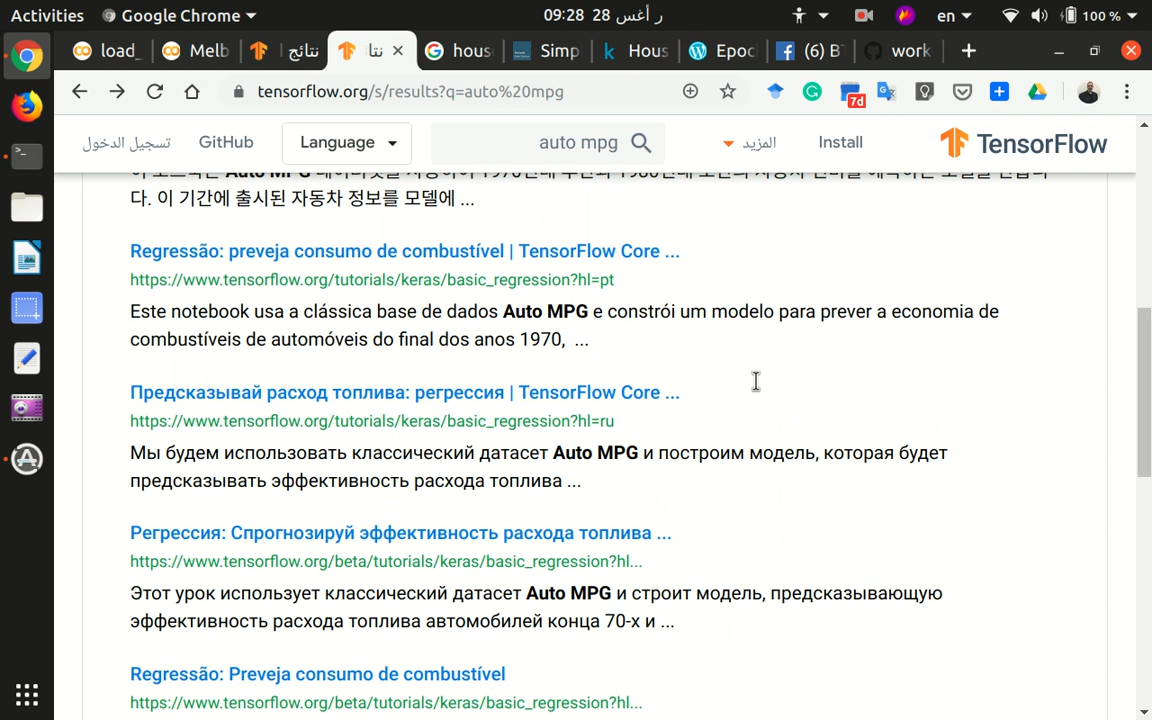 Activities Google Chrome ر أغس 28 09:28 en 100 %
load_ Melb نتائج نتا hous Simp Hous Epoc (6) B work
tensorflow.org/s/results?q=auto%20mpg 7d
تسجيل الدخول GitHub Language auto mpg المزيد Install TensorFlow
다. 이 기간에 출시된 자동차 정보를 모델에 ...
Regressão: preveja consumo de combustível | TensorFlow Core ...
https://www.tensorflow.org/tutorials/keras/basic_regression?hl=pt
Este notebook usa a clássica base de dados Auto MPG e constrói um modelo para prever a economia de
combustíveis de automóveis do final dos anos 1970, ...
Предсказывай расход топлива: регрессия | TensorFlow Core ...
https://www.tensorflow.org/tutorials/keras/basic_regression?hl=ru
Мы будем использовать классический датасет Auto MPG и построим модель, которая будет
предсказывать эффективность расхода топлива ...
Регрессия: Спрогнозируй эффективность расхода топлива ...
https://www.tensorflow.org/beta/tutorials/keras/basic_regression?hl...
Этот урок использует классический датасет Auto MPG и строит модель, предсказывающую
эффективность расхода топлива автомобилей конца 70-х и ...
Regressão: Preveja consumo de combustível
https://www.tensorflow.org/beta/tutorials/keras/basic_regression?hl...